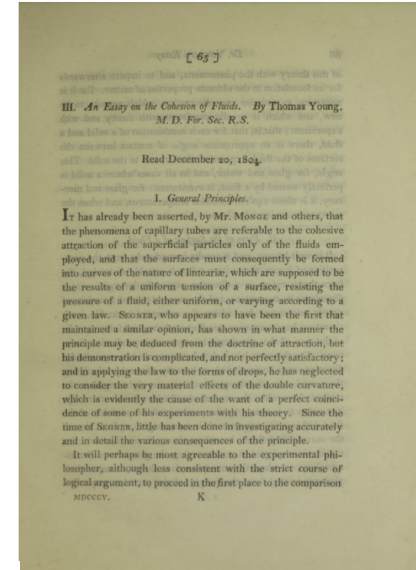 [ 65 ]
III. An Essay on the Cohesion of Fluids. By Thomas Young,
M. D. For. Sec. R. S.
Read December 20, 1804.
I. General Principles.
It has already been asserted, by Mr. Monge and others, that
the phenomena of capillary tubes are referable to the cohesive
attraction of the superficial particles only of the fluids em-
ployed, and that the surfaces must consequently be formed
into curves of the nature of linteariæ, which are supposed to be
the results of a uniform tension of a surface, resisting the
pressure of a fluid, either uniform, or varying according to a
given law. Segner, who appears to have been the first that
maintained a similar opinion, has shown in what manner the
principle may be deduced from the doctrine of attraction, but
his demonstration is complicated, and not perfectly satisfactory;
and in applying the law to the forms of drops, he has neglected
to consider the very material effects of the double curvature,
which is evidently the cause of the want of a perfect coinci-
dence of some of his experiments with his theory. Since the
time of Segner, little has been done in investigating accurately
and in detail the various consequences of the principle.
It will perhaps be most agreeable to the experimental phi-
losopher, although less consistent with the strict course of
logical argument, to proceed in the first place to the comparison
MDCCCV. K